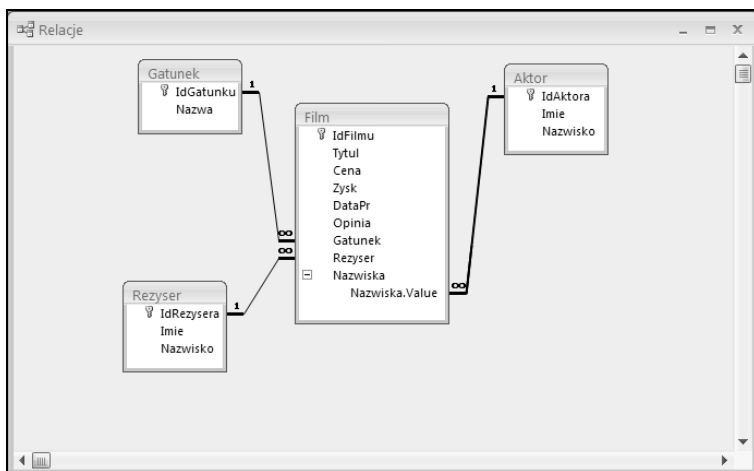 Relacje
Gatunek
1
IdGatunku
Nazwa
Film
IdFilmu
Tytul
Cena
Zysk
DataPr
Opinia
Gatunek
Rezyser
Nazwiska
Nazwiska.Value
∞
∞
∞
Aktor
1
IdAktora
Imie
Nazwisko
Rezyser
1
IdRezysera
Imie
Nazwisko